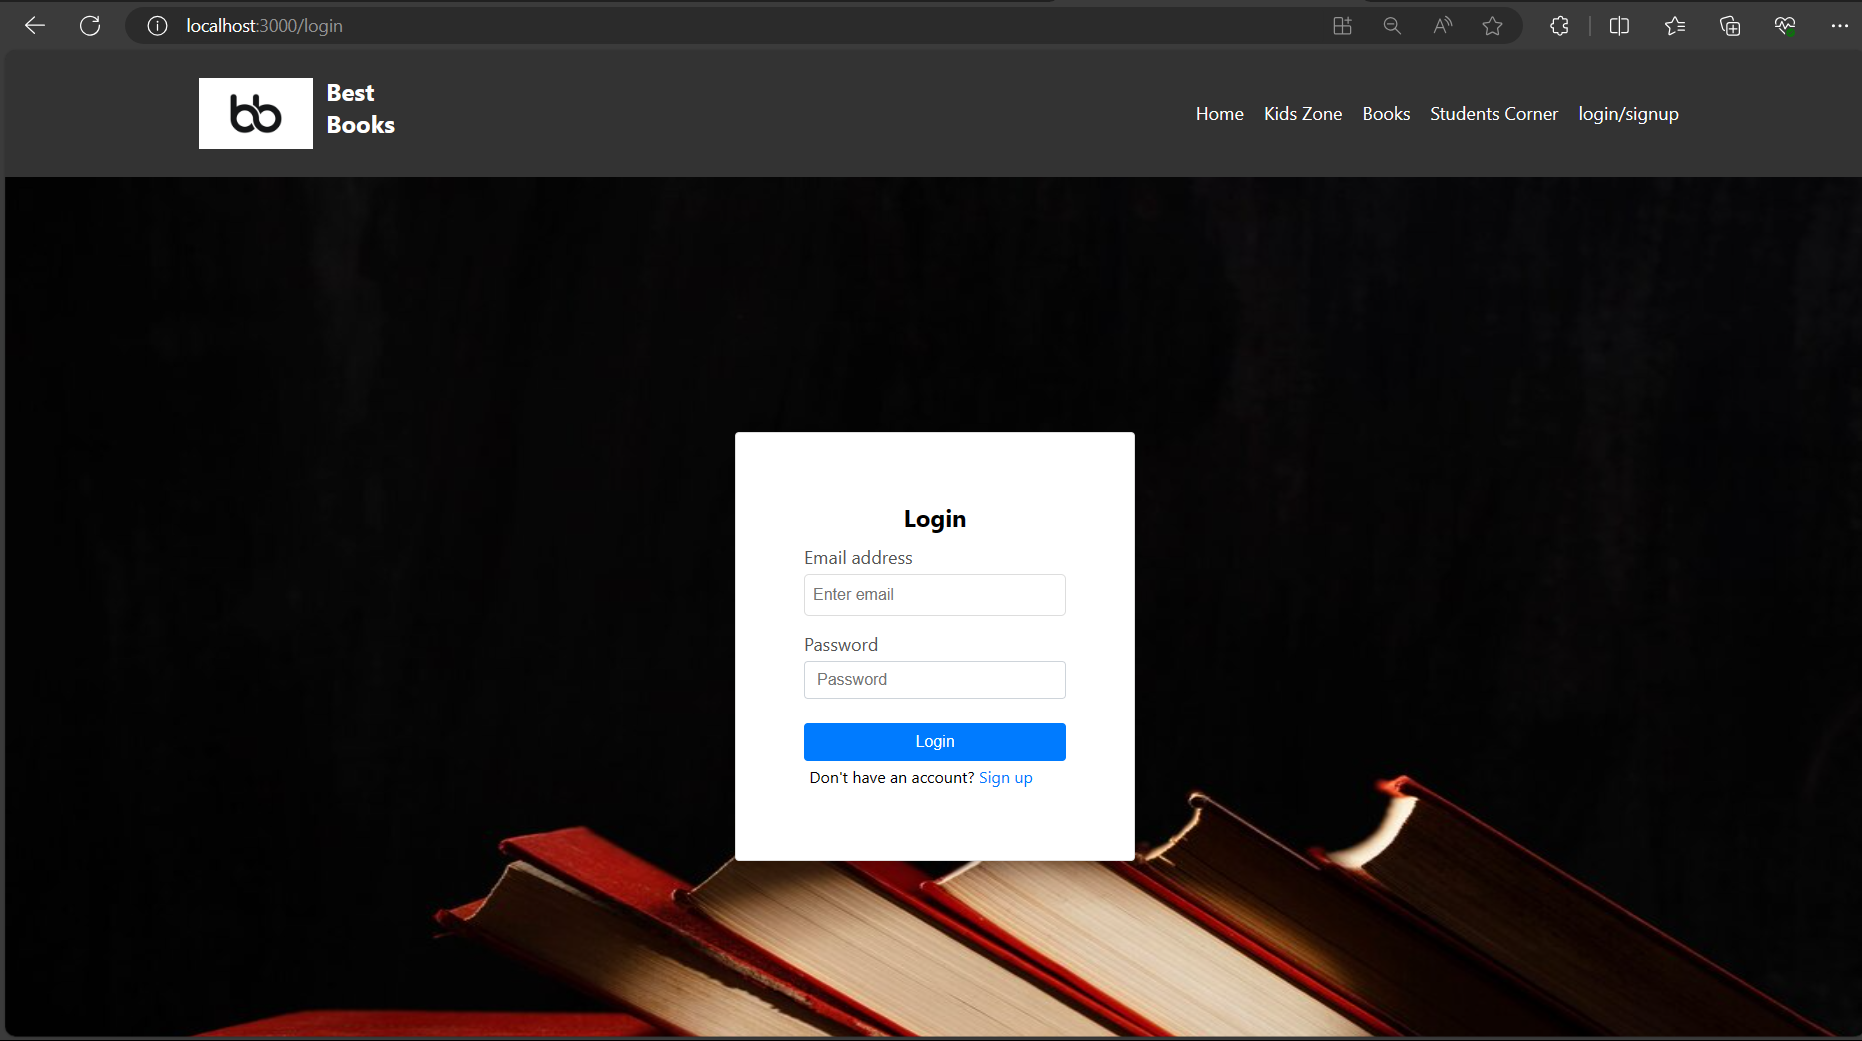 localhost:3000/login
bb
Best
Books
Home Kids Zone Books Students Corner login/signup
Login
Email address
Enter email
Password
Password
Login
Don't have an account? Sign up